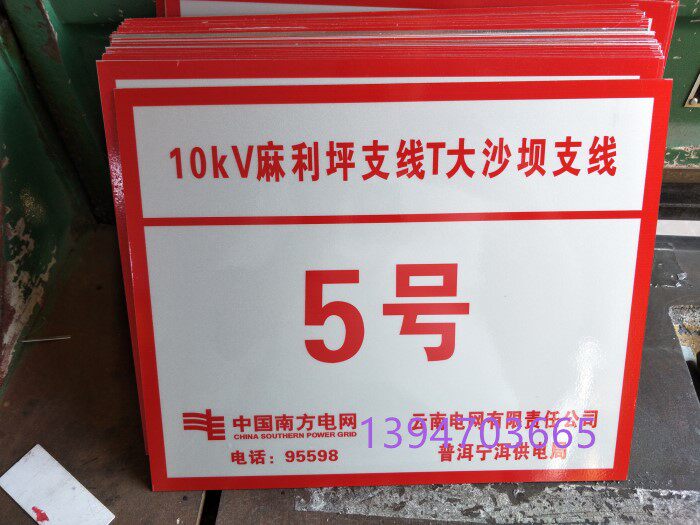 10kV麻利坪支线T大沙坝支线
5号
中国南方电网
CHINA SOUTHERN POWER GRID
云南电网有限责任公司
1394703665
电话：95598
普洱宁洱供电局